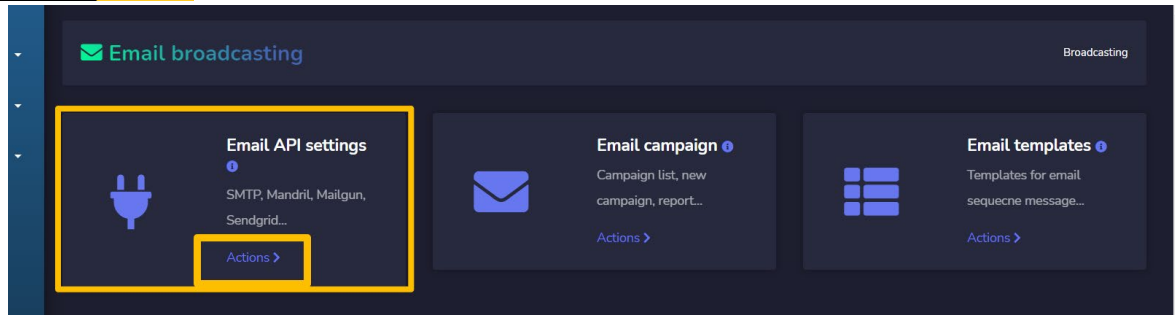 Email broadcasting
Broadcasting
Email API settings
SMTP, Mandril, Mailgun,
Sendgrid...
Actions
Email campaign
Campaign list, new
campaign, report...
Actions
Email templates
Templates for email
sequecne message...
Actions